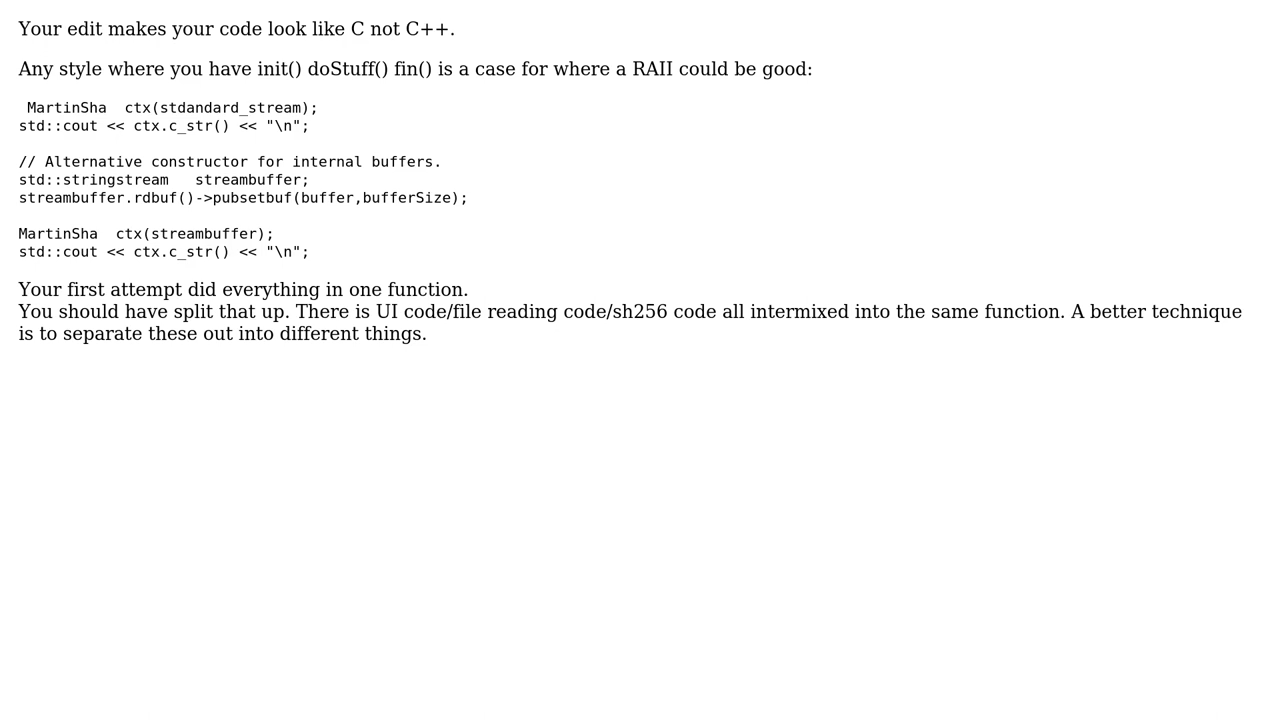 Your edit makes your code look like C not C++.
Any style where you have init() doStuff() fin() is a case for where a RAII could be good:
MartinSha  ctx(stdandard_stream);
std::cout << ctx.c_str() << "\n";
// Alternative constructor for internal buffers.
std::stringstream   streambuffer;
streambuffer.rdbuf()->pubsetbuf(buffer,bufferSize);
MartinSha  ctx(streambuffer);
std::cout << ctx.c_str() << "\n";
Your first attempt did everything in one function.
You should have split that up. There is UI code/file reading code/sh256 code all intermixed into the same function. A better technique
is to separate these out into different things.